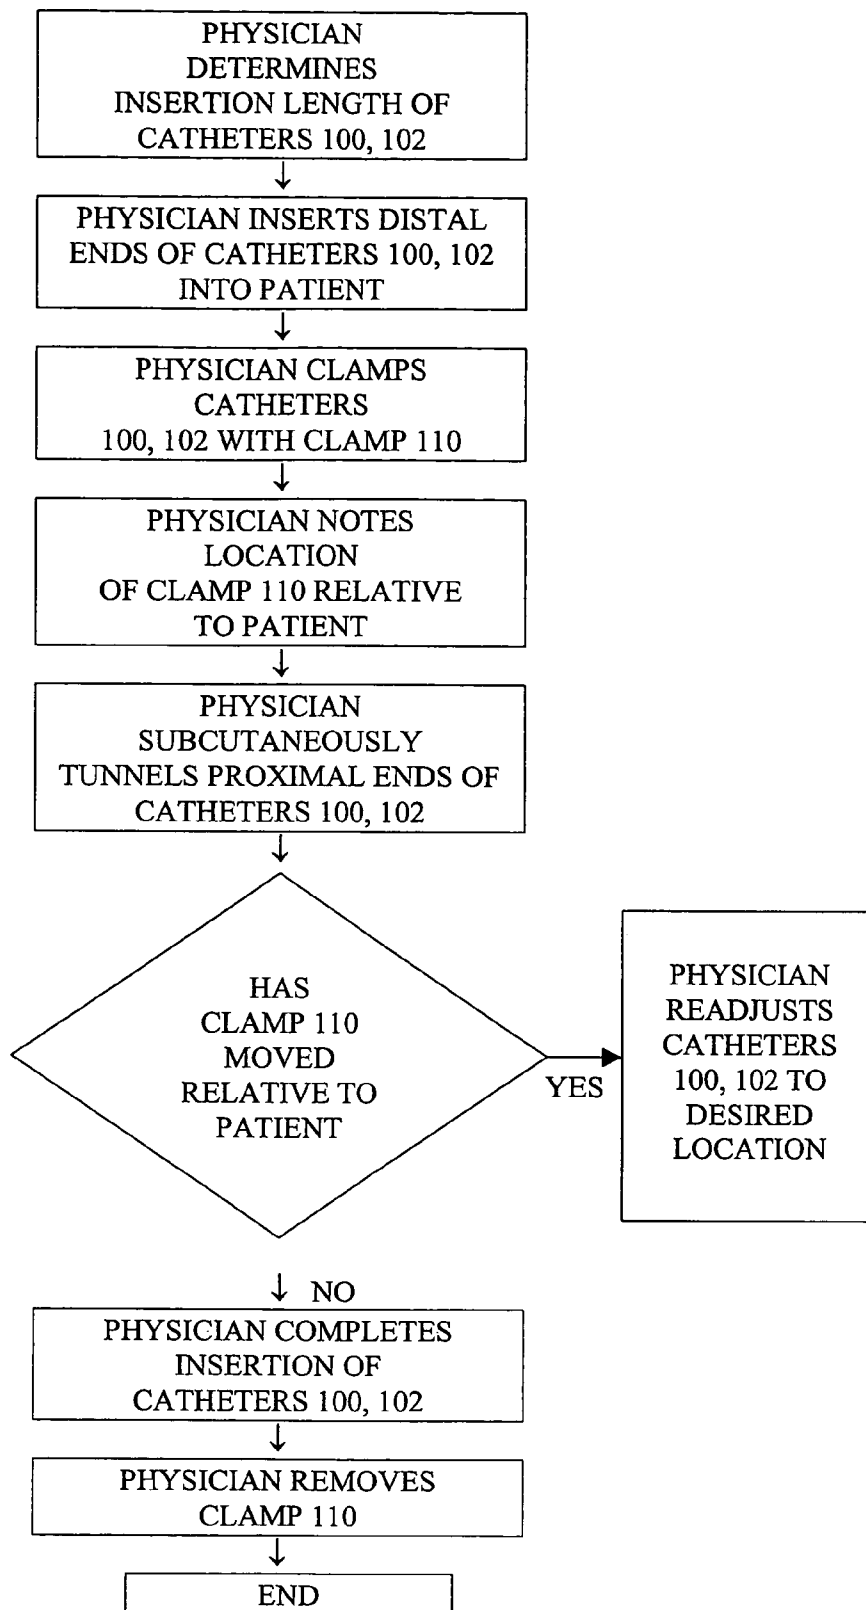 PHYSICIAN
DETERMINES
INSERTION LENGTH OF
CATHETERS 100, 102
↓
PHYSICIAN INSERTS DISTAL
ENDS OF CATHETERS 100, 102
INTO PATIENT
↓
PHYSICIAN CLAMPS
CATHETERS
100, 102 WITH CLAMP 110
↓
PHYSICIAN NOTES
LOCATION
OF CLAMP 110 RELATIVE
TO PATIENT
↓
PHYSICIAN
SUBCUTANEOUSLY
TUNNELS PROXIMAL ENDS OF
CATHETERS 100, 102
↓
HAS
CLAMP 110
MOVED
RELATIVE TO
PATIENT
YES
PHYSICIAN
READJUSTS
CATHETERS
100, 102 TO
DESIRED
LOCATION
↓ NO
PHYSICIAN COMPLETES
INSERTION OF
CATHETERS 100, 102
↓
PHYSICIAN REMOVES
CLAMP 110
↓
END